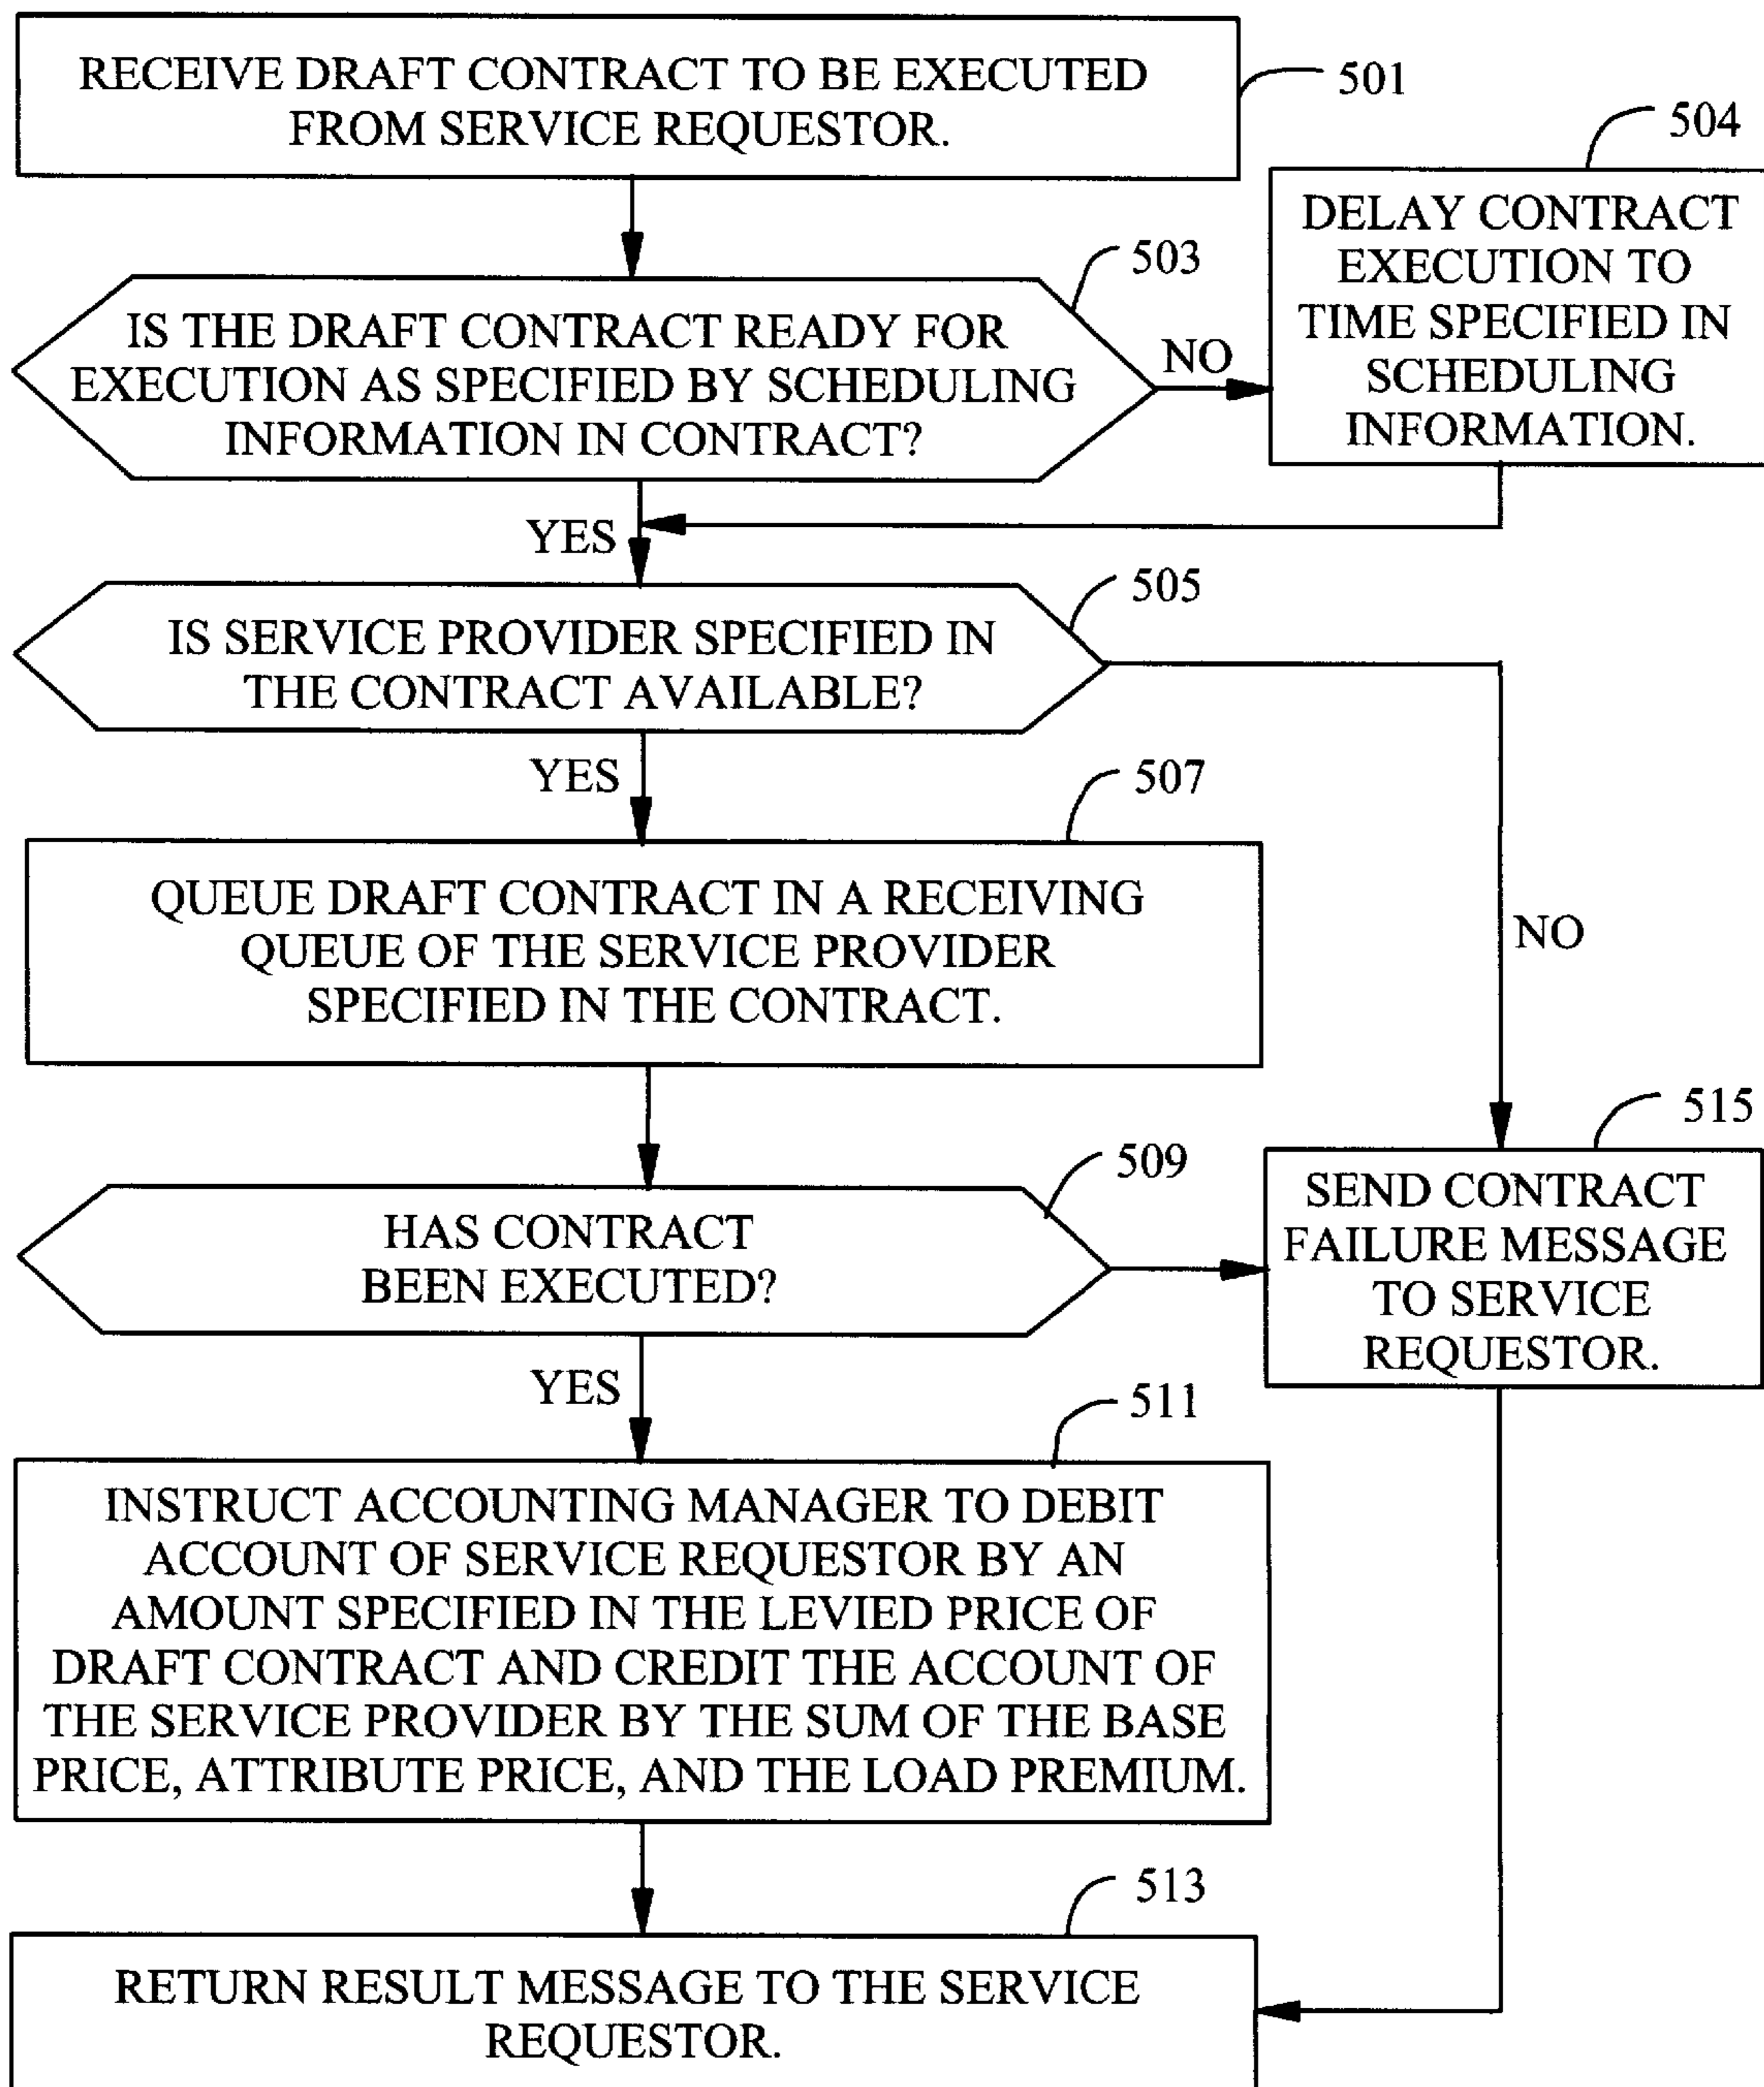 RECEIVE DRAFT CONTRACT TO BE EXECUTED
FROM SERVICE REQUESTOR.
501
504
DELAY CONTRACT
EXECUTION TO
TIME SPECIFIED IN
SCHEDULING
INFORMATION.
503
IS THE DRAFT CONTRACT READY FOR
EXECUTION AS SPECIFIED BY SCHEDULING
INFORMATION IN CONTRACT?
NO
YES
505
IS SERVICE PROVIDER SPECIFIED IN
THE CONTRACT AVAILABLE?
YES
NO
507
QUEUE DRAFT CONTRACT IN A RECEIVING
QUEUE OF THE SERVICE PROVIDER
SPECIFIED IN THE CONTRACT.
509
HAS CONTRACT
BEEN EXECUTED?
515
SEND CONTRACT
FAILURE MESSAGE
TO SERVICE
REQUESTOR.
YES
511
INSTRUCT ACCOUNTING MANAGER TO DEBIT
ACCOUNT OF SERVICE REQUESTOR BY AN
AMOUNT SPECIFIED IN THE LEVIED PRICE OF
DRAFT CONTRACT AND CREDIT THE ACCOUNT OF
THE SERVICE PROVIDER BY THE SUM OF THE BASE
PRICE, ATTRIBUTE PRICE, AND THE LOAD PREMIUM.
513
RETURN RESULT MESSAGE TO THE SERVICE
REQUESTOR.